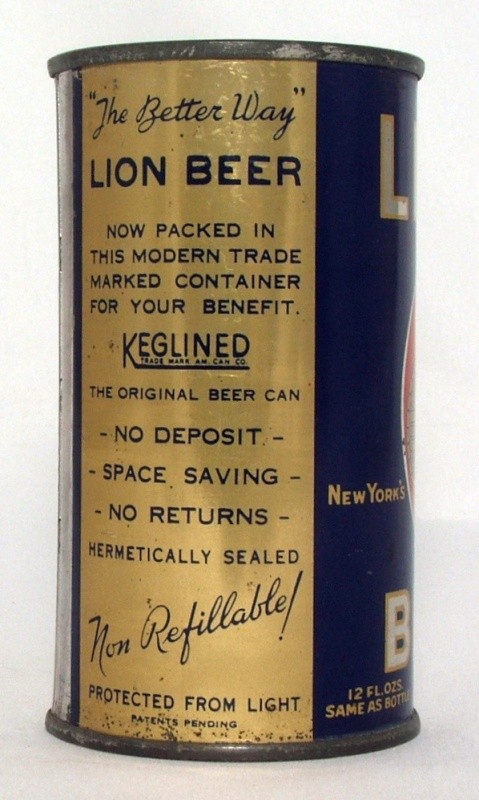 "The Better Way"
LION BEER
NOW PACKED IN
THIS MODERN TRADE
MARKED CONTAINER
FOR YOUR BENEFIT.
KEGLINED
TRADE MARK AM. CAN CO.
THE ORIGINAL BEER CAN
- NO DEPOSIT -
- SPACE SAVING -
- NO RETURNS -
HERMETICALLY SEALED
Non Refillable!
PROTECTED FROM LIGHT
PATENTS PENDING
L
NEW YORK'S
B
12 FL. OZS.
SAME AS BOTTLE